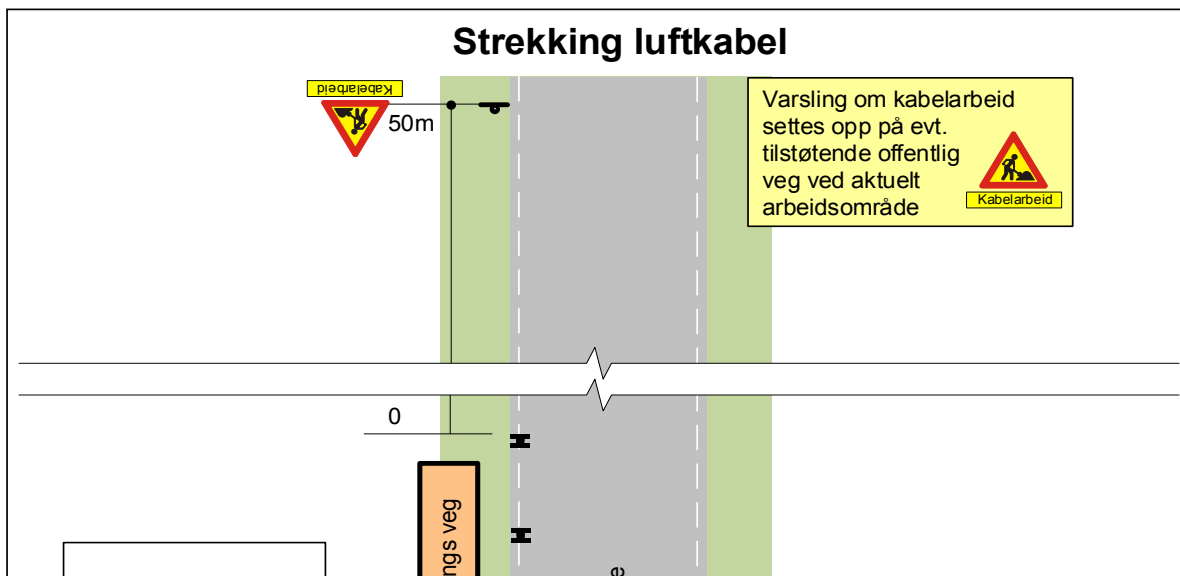 Strekking luftkabel
Kabelarbeid
50m
Varsling om kabelarbeid
settes opp på evt.
tilstøtende offentlig
veg ved aktuelt
arbeidsområde
Kabelarbeid
0
ngs veg
e